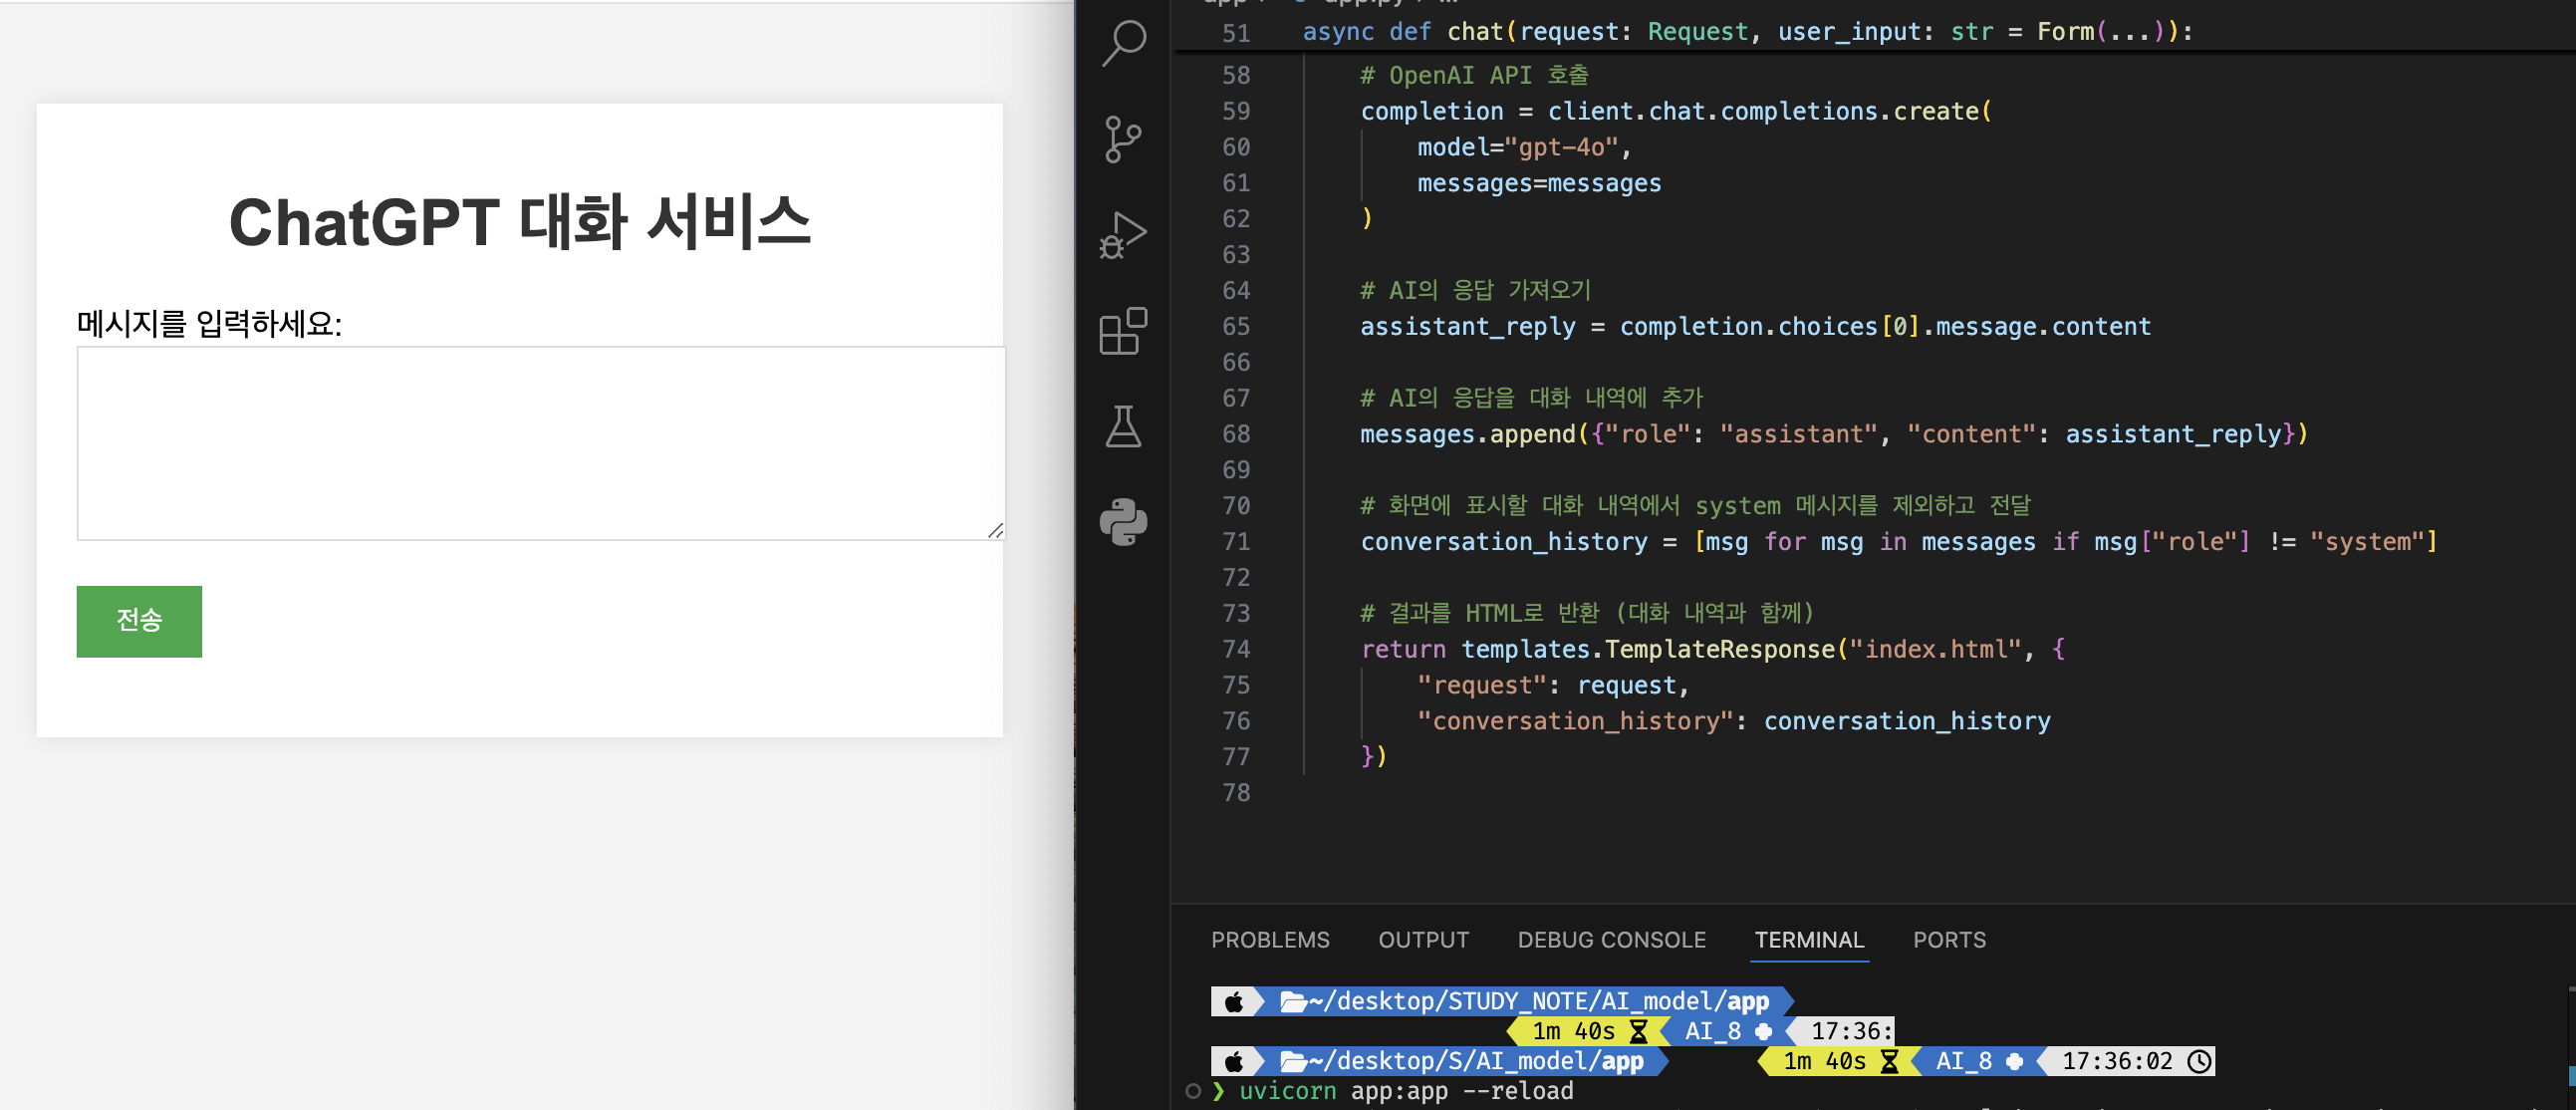 ChatGPT 대화 서비스
메시지를 입력하세요:
전송
51 async def chat(request: Request, user_input: str = Form(...)):
58 # OpenAI API 호출
59 completion = client.chat.completions.create(
60 model="gpt-4o",
61 messages=messages
62 )
63
64 # AI의 응답 가져오기
65 assistant_reply = completion.choices[0].message.content
66
67 # AI의 응답을 대화 내역에 추가
68 messages.append({"role": "assistant", "content": assistant_reply})
69
70 # 화면에 표시할 대화 내역에서 system 메시지를 제외하고 전달
71 conversation_history = [msg for msg in messages if msg["role"] != "system"]
72
73 # 결과를 HTML로 반환 (대화 내역과 함께)
74 return templates.TemplateResponse("index.html", {
75 "request": request,
76 "conversation_history": conversation_history
77 })
78
PROBLEMS OUTPUT DEBUG CONSOLE TERMINAL PORTS
~/desktop/STUDY_NOTE/AI_model/app
1m 40s AI_8 17:36:
~/desktop/S/AI_model/app 1m 40s AI_8 17:36:02
❯ uvicorn app:app --reload